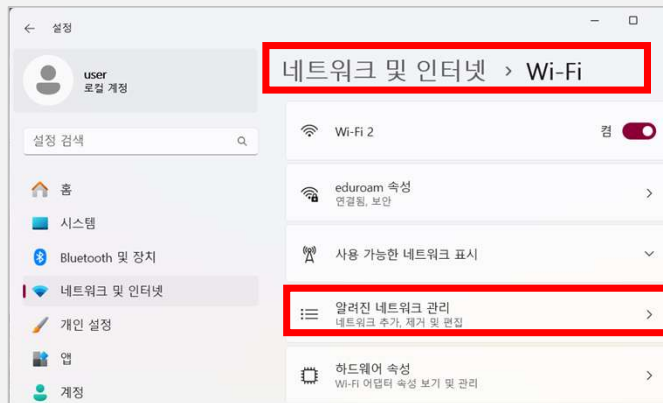 ← 설정
user
로컬 계정
설정 검색
홈
시스템
Bluetooth 및 장치
네트워크 및 인터넷
개인 설정
앱
계정
네트워크 및 인터넷 › Wi-Fi
Wi-Fi 2 켬
eduroam 속성
연결됨, 보안
사용 가능한 네트워크 표시
알려진 네트워크 관리
네트워크 추가, 제거 및 편집
하드웨어 속성
Wi-Fi 어댑터 속성 보기 및 관리